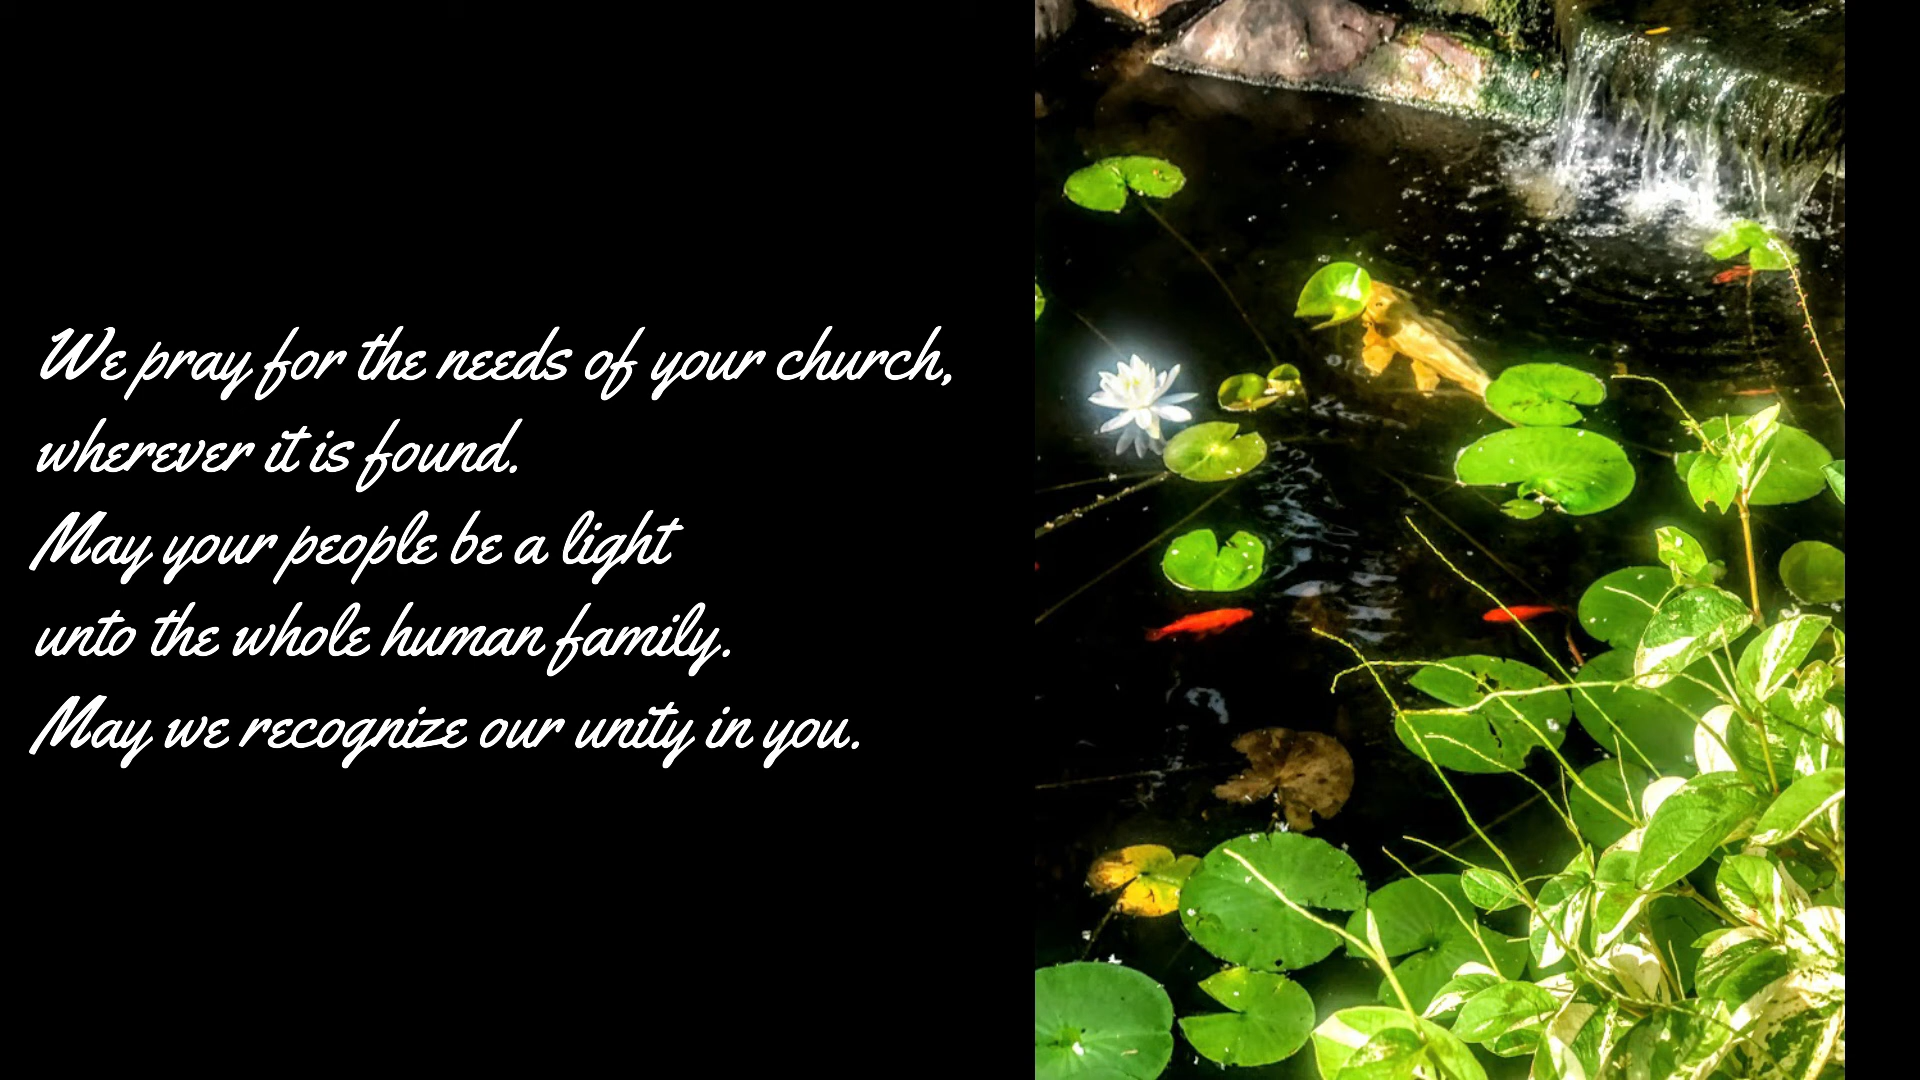 We pray for the needs of your church,
wherever it is found.
May your people be a light
unto the whole human family.
May we recognize our unity in you.